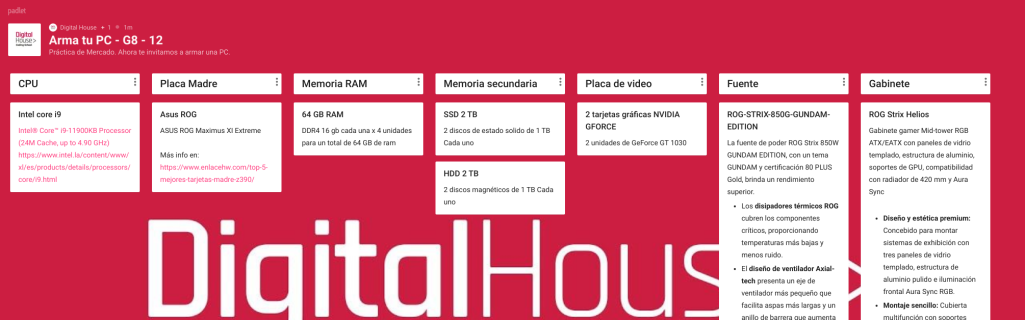 padlet
Digital House + 1 1m
Digital
House>
Arma tu PC - G8 - 12
Práctica de Mercado. Ahora te invitamos a armar una PC.
CPU
Intel core i9
Intel® Core™ i9-11900KB Processor
(24M Cache, up to 4.90 GHz)
https://www.intel.la/content/www/
xl/es/products/details/processors/
core/i9.html
Placa Madre
Asus ROG
ASUS ROG Maximus XI Extreme
Más info en:
https://www.enlacehw.com/top-5-
mejores-tarjetas-madre-z390/
Memoria RAM
64 GB RAM
DDR4 16 gb cada una x 4 unidades
para un total de 64 GB de ram
Memoria secundaria
SSD 2 TB
2 discos de estado solido de 1 TB
Cada uno
HDD 2 TB
2 discos magnéticos de 1 TB Cada
uno
Placa de video
2 tarjetas gráficas NVIDIA
GFORCE
2 unidades de GeForce GT 1030
Fuente
ROG-STRIX-850G-GUNDAM-
EDITION
La fuente de poder ROG Strix 850W
GUNDAM EDITION, con un tema
GUNDAM y certificación 80 PLUS
Gold, brinda un rendimiento
superior.
• Los disipadores térmicos ROG
cubren los componentes
críticos, proporcionando
temperaturas más bajas y
menos ruido.
• El diseño de ventilador Axial-
tech presenta un eje de
ventilador más pequeño que
facilita aspas más largas y un
anillo de barrera que aumenta
Gabinete
ROG Strix Helios
Gabinete gamer Mid-tower RGB
ATX/EATX con paneles de vidrio
templado, estructura de aluminio,
soportes de GPU, compatibilidad
con radiador de 420 mm y Aura
Sync
• Diseño y estética premium:
Concebido para montar
sistemas de exhibición con
tres paneles de vidrio
templado, estructura de
aluminio pulido e iluminación
frontal Aura Sync RGB.
• Montaje sencillo: Cubierta
multifunción con soportes
DigitalHous